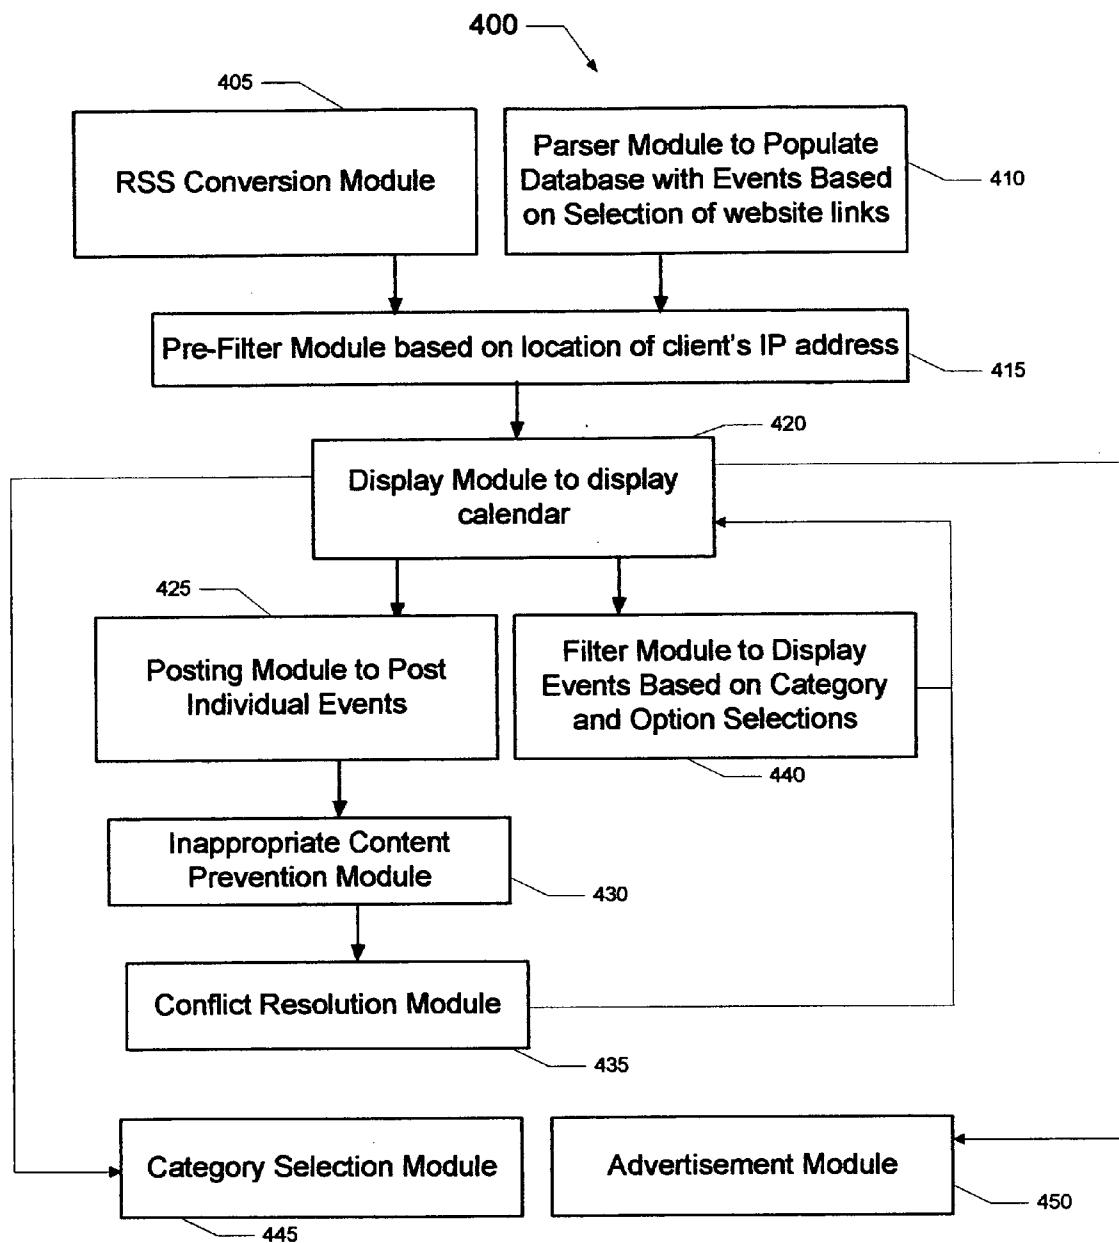 400
405
RSS Conversion Module
Parser Module to Populate
Database with Events Based
on Selection of website links
410
Pre-Filter Module based on location of client's IP address
415
420
Display Module to display
calendar
425
Posting Module to Post
Individual Events
Filter Module to Display
Events Based on Category
and Option Selections
440
Inappropriate Content
Prevention Module
430
Conflict Resolution Module
435
Category Selection Module
445
Advertisement Module
450